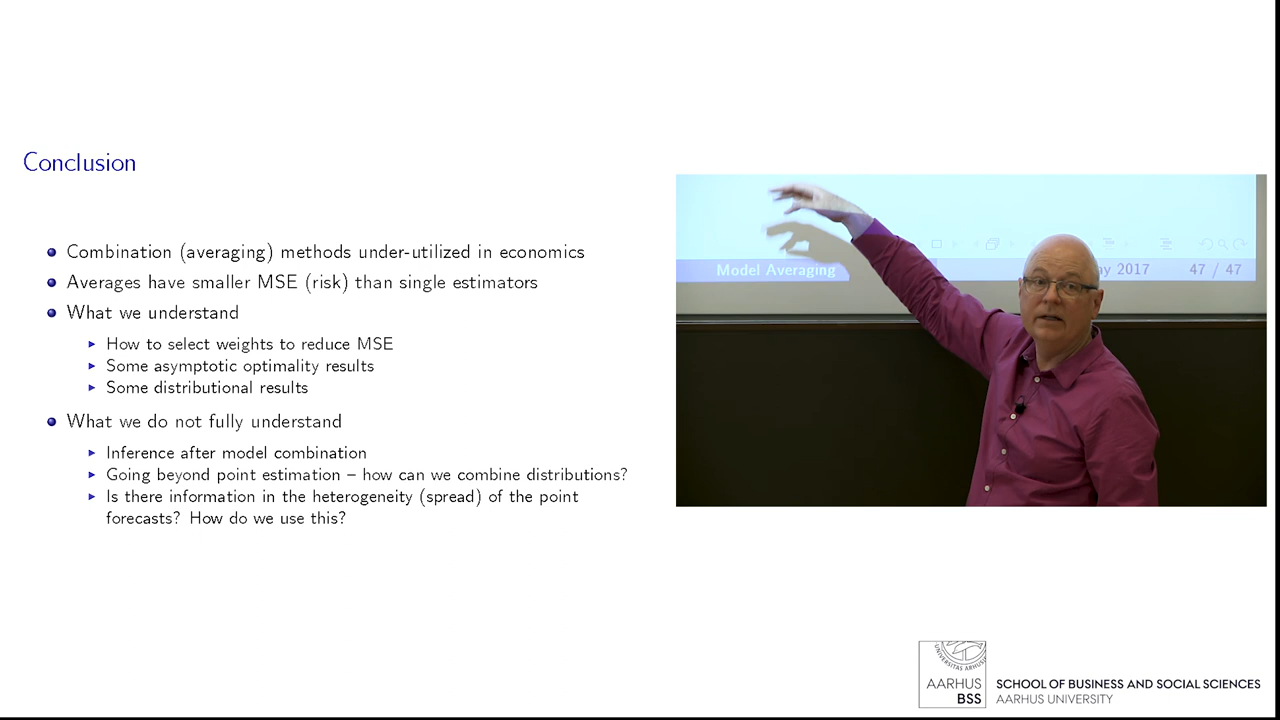 Conclusion
Combination (averaging) methods under-utilized in economics
Averages have smaller MSE (risk) than single estimators
What we understand
How to select weights to reduce MSE
Some asymptotic optimality results
Some distributional results
What we do not fully understand
Inference after model combination
Going beyond point estimation – how can we combine distributions?
Is there information in the heterogeneity (spread) of the point
forecasts? How do we use this?
Model Averaging
2017 47 / 47
AARHUS
BSS
SCHOOL OF BUSINESS AND SOCIAL SCIENCES
AARHUS UNIVERSITY